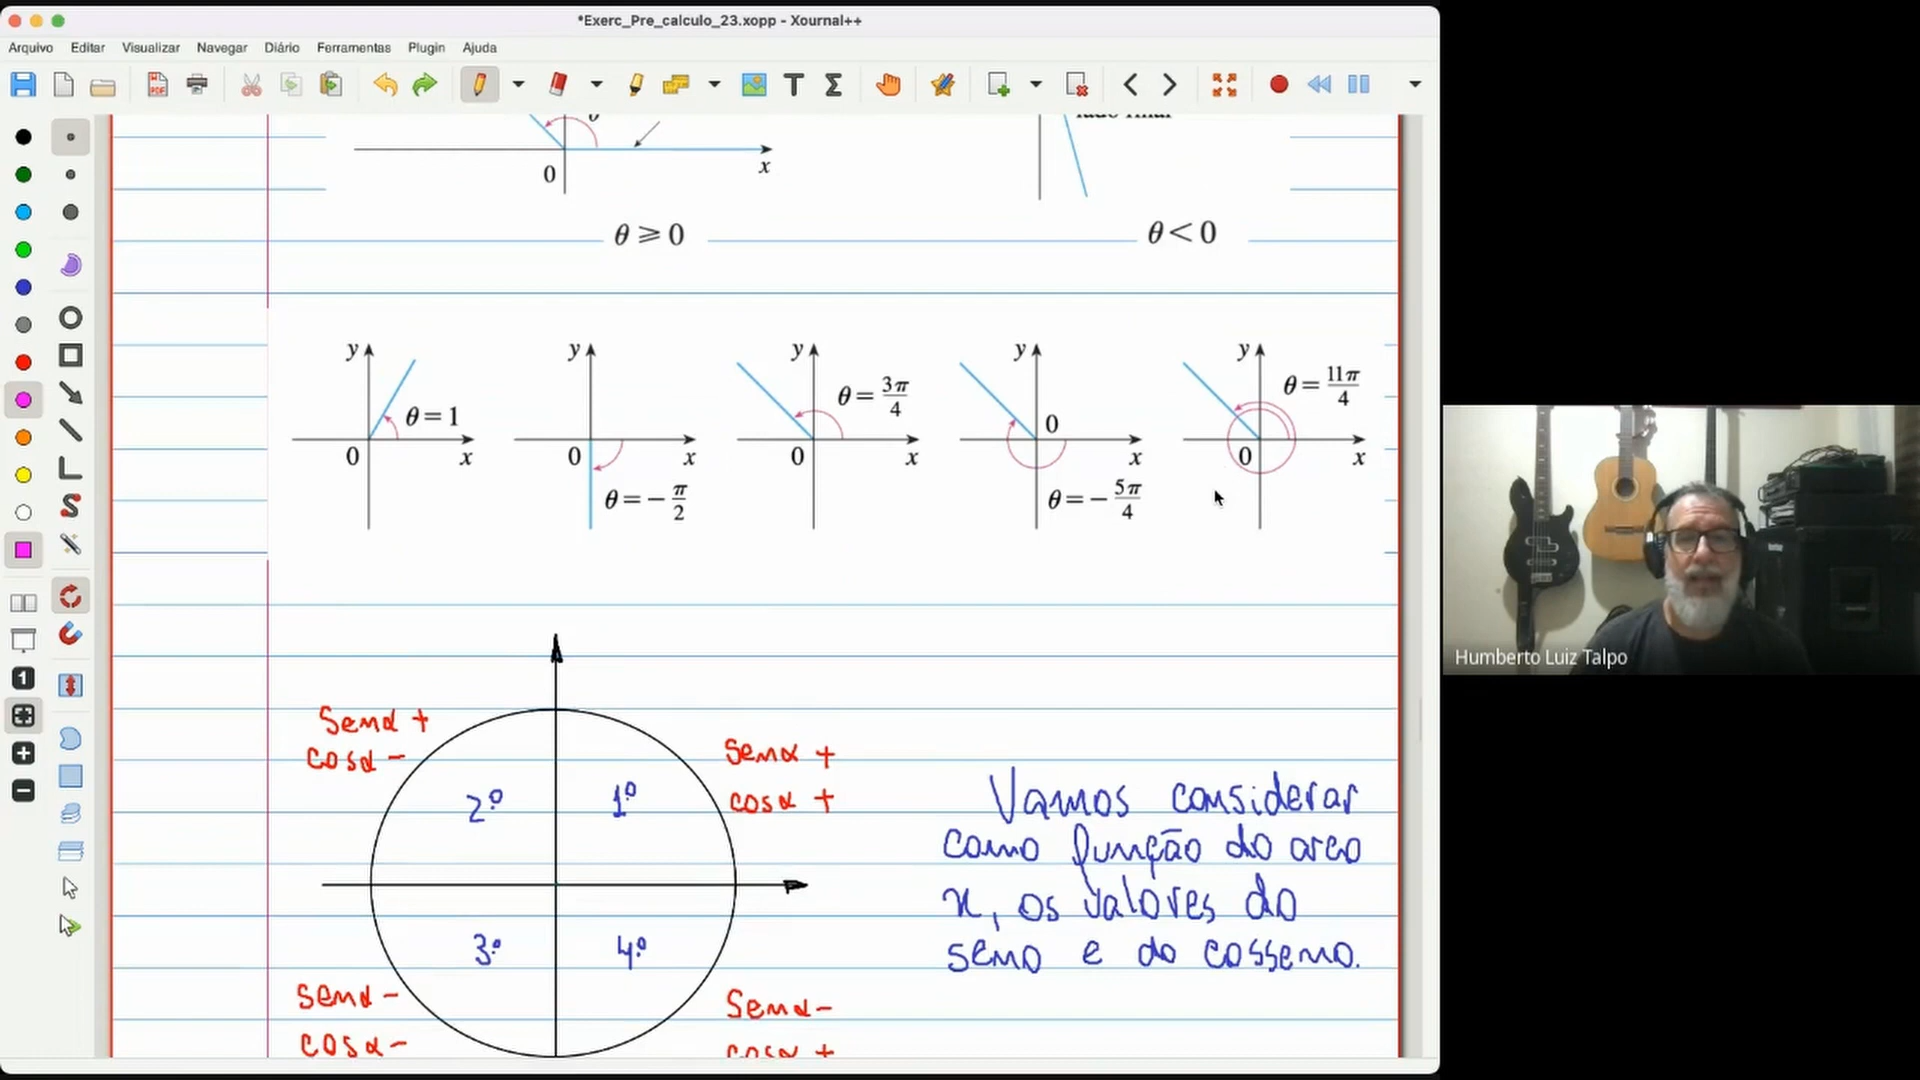 *Exerc_Pre_calculo_23.xopp - Xournal++
Arquivo Editar Visualizar Navegar Diário Ferramentas Plugin Ajuda
0
x
θ ⩾ 0
θ < 0
y
θ = 1
0
x
y
0
x
θ = - π/2
y
θ = 3π/4
0
x
y
0
x
θ = - 5π/4
y
θ = 11π/4
0
x
Senα +
cosα -
Senα +
cosα +
2º
1º
3º
4º
senα -
cosα -
Senα -
cosα +
Vamos considerar
como função do arco
x, os valores do
seno e do cosseno.
1
Humberto Luiz Talpo